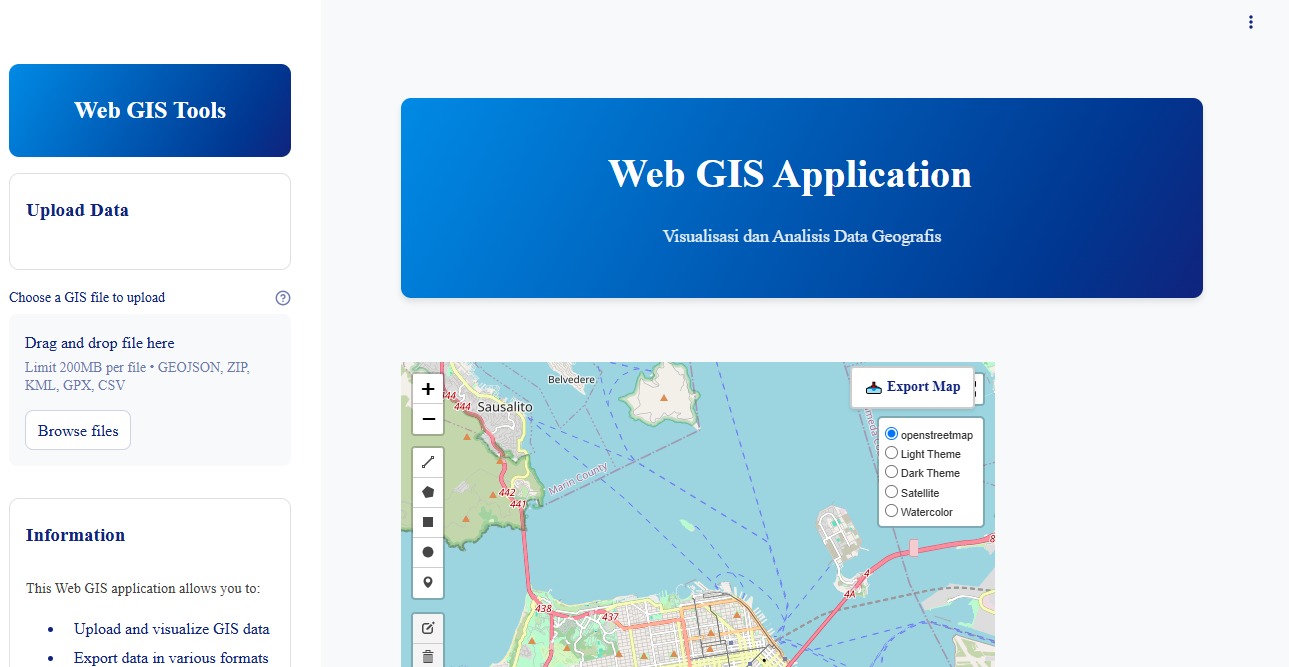 Web GIS Tools
Upload Data
Choose a GIS file to upload
Drag and drop file here
Limit 200MB per file • GEOJSON, ZIP,
KML, GPX, CSV
Browse files
Information
This Web GIS application allows you to:
Upload and visualize GIS data
Export data in various formats
Web GIS Application
Visualisasi dan Analisis Data Geografis
+
−
Export Map
openstreetmap
Light Theme
Dark Theme
Satellite
Watercolor
Belvedere
Sausalito
444
Marin County
442
441
438
437
4
4A